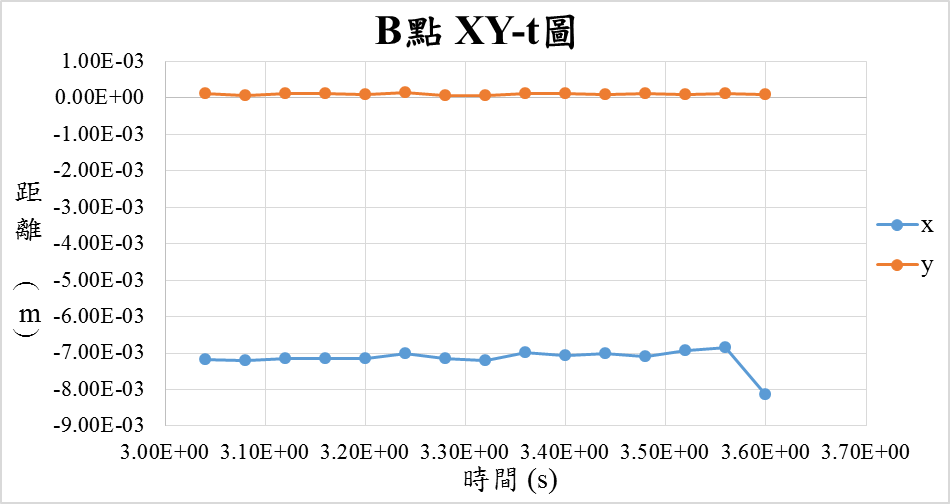 B點 XY-t圖
1.00E-03
0.00E+00
-1.00E-03
-2.00E-03
-3.00E-03
-4.00E-03
-5.00E-03
-6.00E-03
-7.00E-03
-8.00E-03
-9.00E-03
距離 (m)
x
y
3.00E+00 3.10E+00 3.20E+00 3.30E+00 3.40E+00 3.50E+00 3.60E+00 3.70E+00
時間 (s)